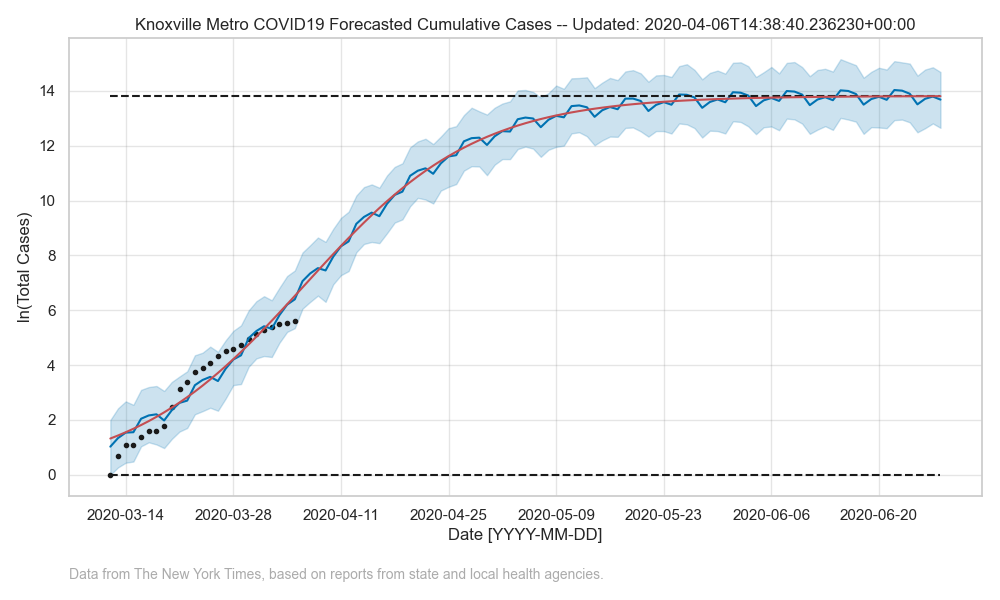 Knoxville Metro COVID19 Forecasted Cumulative Cases -- Updated: 2020-04-06T14:38:40.236230+00:00
ln(Total Cases)
14
12
10
8
6
4
2
0
2020-03-14 2020-03-28 2020-04-11 2020-04-25 2020-05-09 2020-05-23 2020-06-06 2020-06-20
Date [YYYY-MM-DD]
Data from The New York Times, based on reports from state and local health agencies.